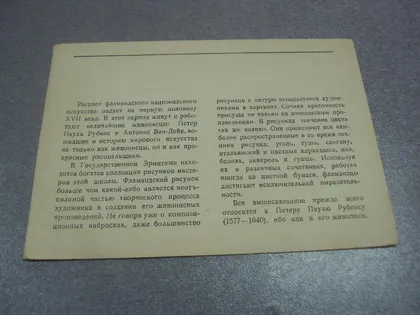 Расцвет фламандского национального
искусства падает на первую половину
XVII века. В этот период живут и рабо-
тают величайшие живописцы: Петер
Пауль Рубенс и Антонис Ван-Дейк, во-
шедшие в историю мирового искусства
не только как живописцы, но и как пре-
красные рисовальщики.
В Государственном Эрмитаже нахо-
дится богатая коллекция рисунков масте-
ров этой школы. Фламандский рисунок
больше чем какой-либо является неотъ-
емлемой частью творческого процесса
художника в создании его живописных
произведений. Не говоря уже о компози-
ционных набросках, даже большинство
рисунков с натуры используется худож-
никами в картинах. Сочная красочность
присуща не только их живописным про-
изведениям. В рисунках значение цвета
так же велико. Они применяют все наи-
более распространенные в то время тех-
ники рисунка: уголь, тушь, сангину,
итальянский и цветные карандаши, мел,
белила, акварель и гуашь. Используя
их в различных сочетаниях, работая
иногда на цветной бумаге, фламандцы
достигают исключительной выразитель-
ности.
Все вышесказанное прежде всего
относится к Петеру Паулю Рубенсу
(1577—1640), ибо как в его живописи,